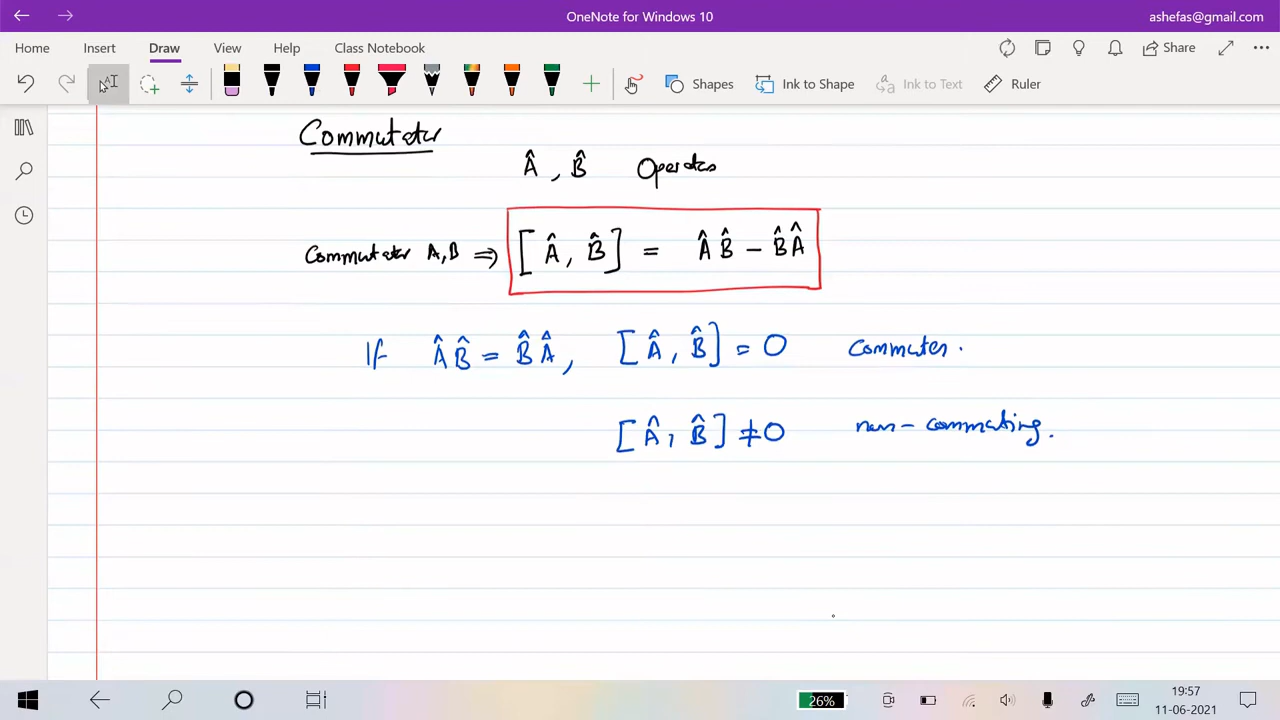 OneNote for Windows 10
ashefas@gmail.com
Home Insert Draw View Help Class Notebook Share
Shapes Ink to Shape Ink to Text Ruler
Commutator
Â , B̂ Operators
Commutator A,B ⇒ [Â, B̂] = ÂB̂ - B̂Â
If ÂB̂ = B̂Â, [Â, B̂] = 0 Commutes.
[Â, B̂] ≠ 0 non-commuting.
26%
19:57
11-06-2021